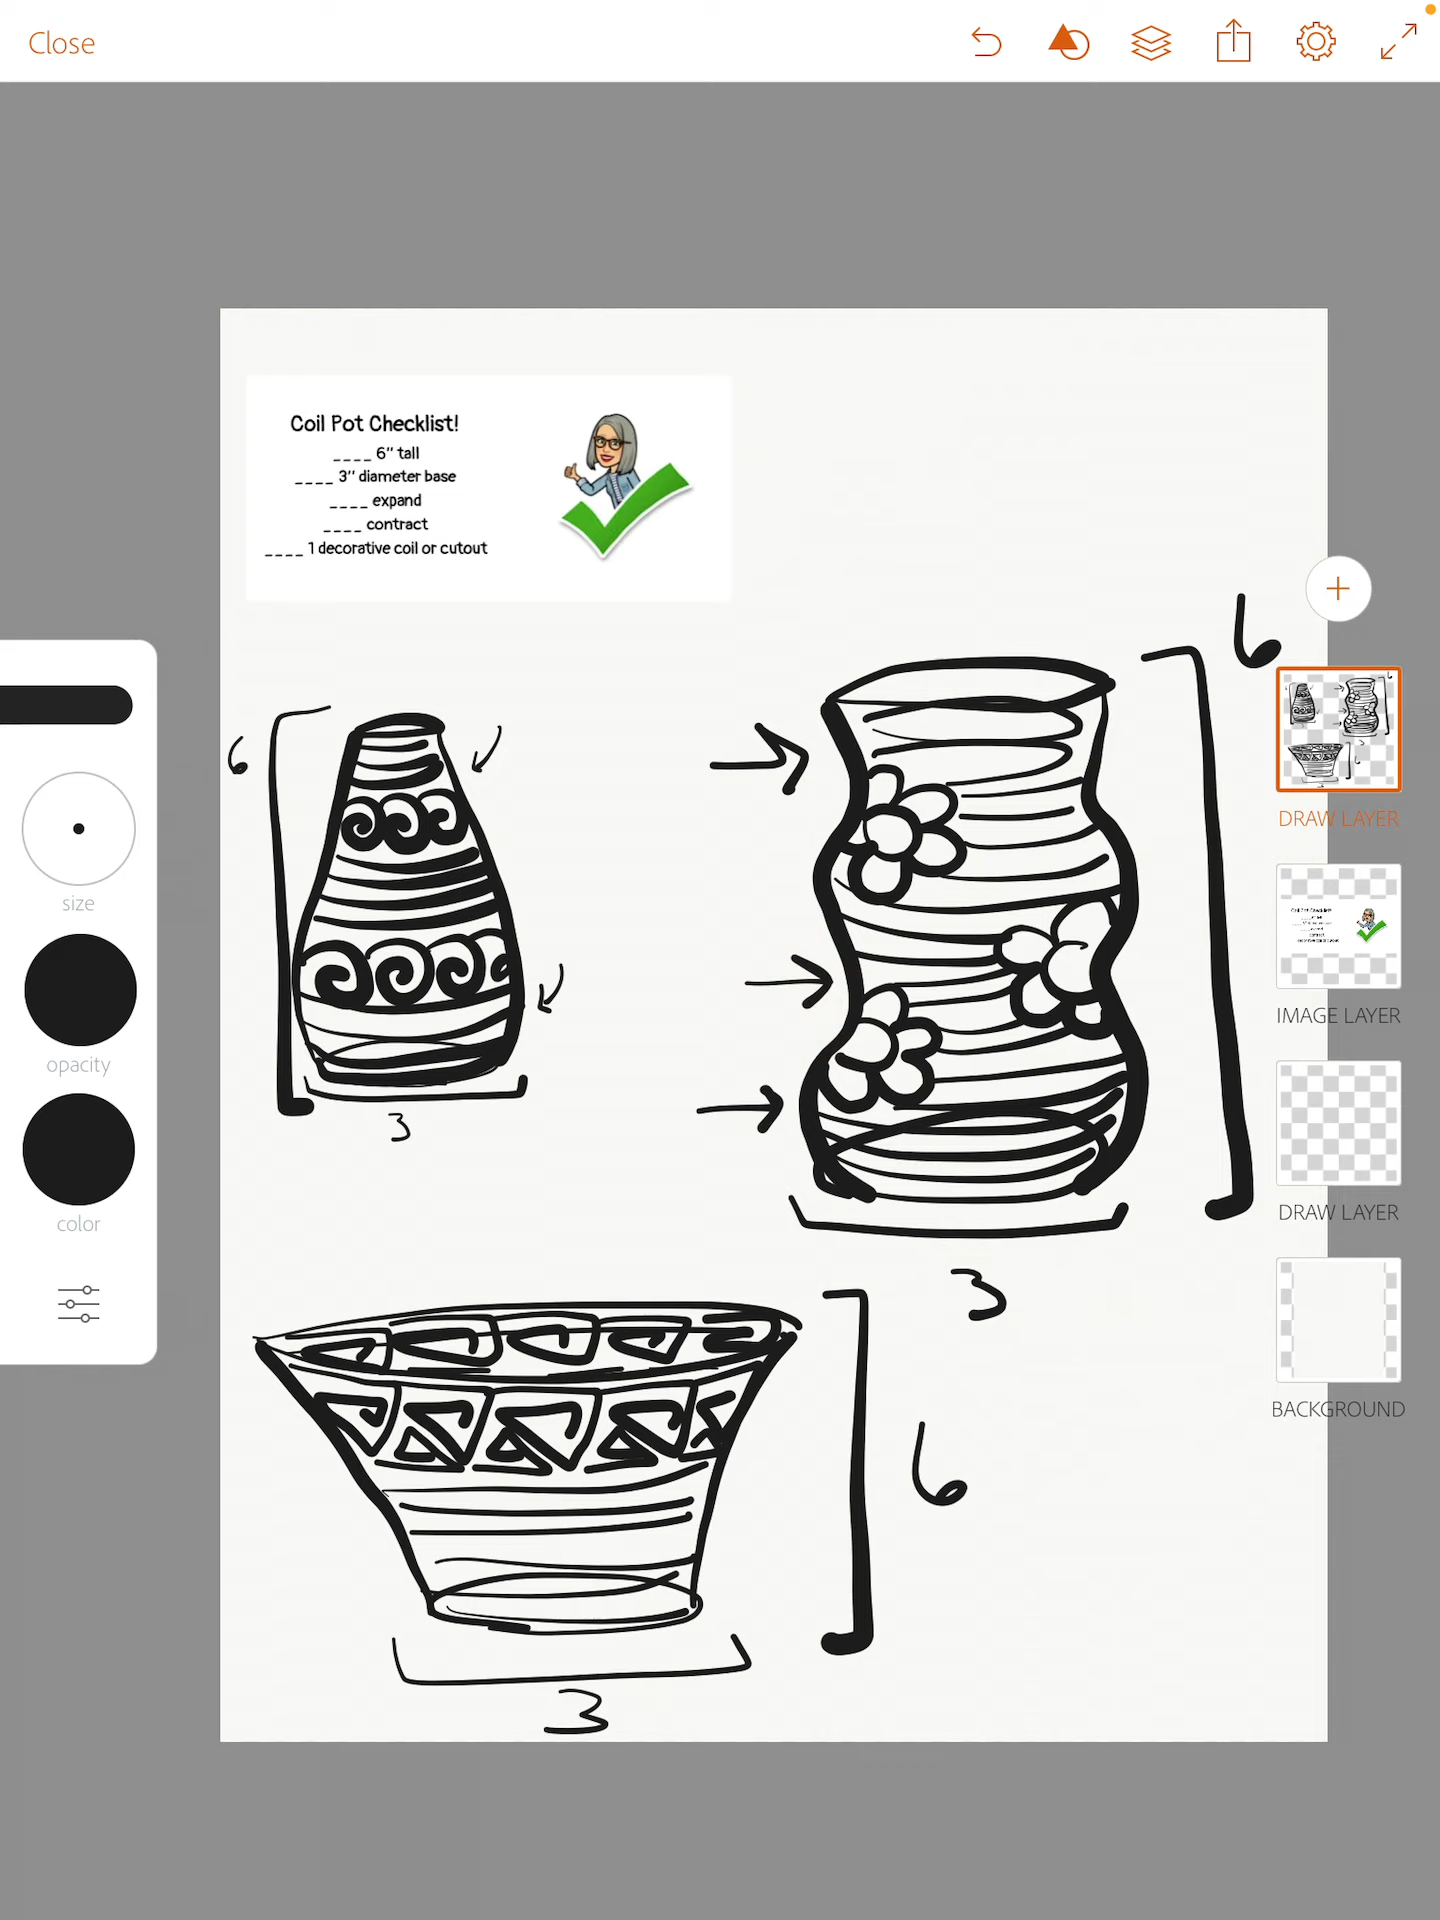 Close
Coil Pot Checklist!
____ 6" tall
____ 3" diameter base
____ expand
____ contract
____ 1 decorative coil or cutout
6
6
3
3
6
3
size
opacity
color
DRAW LAYER
IMAGE LAYER
DRAW LAYER
BACKGROUND